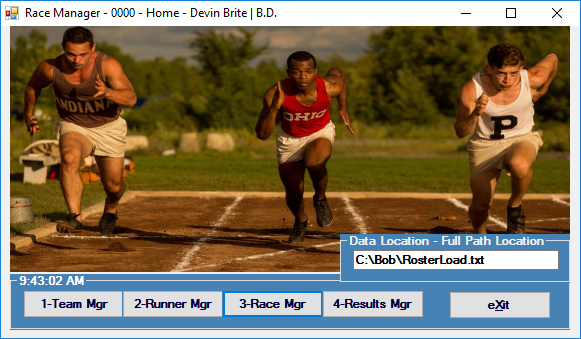 Race Manager - 0000 - Home - Devin Brite | B.D.
INDIANA
OHIO
P
Data Location - Full Path Location
C:\Bob\RosterLoad.txt
9:43:02 AM
1-Team Mgr
2-Runner Mgr
3-Race Mgr
4-Results Mgr
eXit